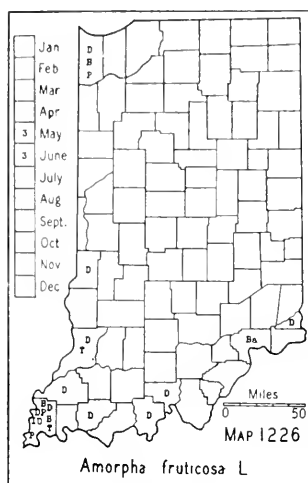 Jan
Feb
Mar
Apr
3 May
3 June
July
Aug
Sept.
Oct
Nov
Dec
D
B
P
D
D
T
D
Ba
D
D
D
D
B
D P D
T D B
P T
Miles
0 50
MAP 1226
Amorpha fruticosa L